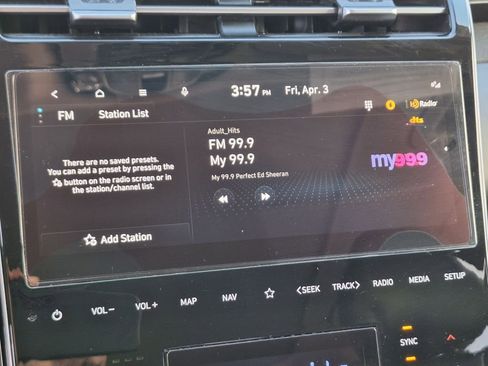 3:57 PM Fri, Apr. 3
FM Station List
HD Radio
dts
There are no saved presets.
You can add a preset by pressing the
button on the radio screen or in
the station/channel list.
Add Station
Adult_Hits
FM 99.9
My 99.9
My 99.9 Perfect Ed Sheeran
my99.9
VOL− VOL+ MAP NAV <SEEK TRACK> RADIO MEDIA SETUP
SYNC